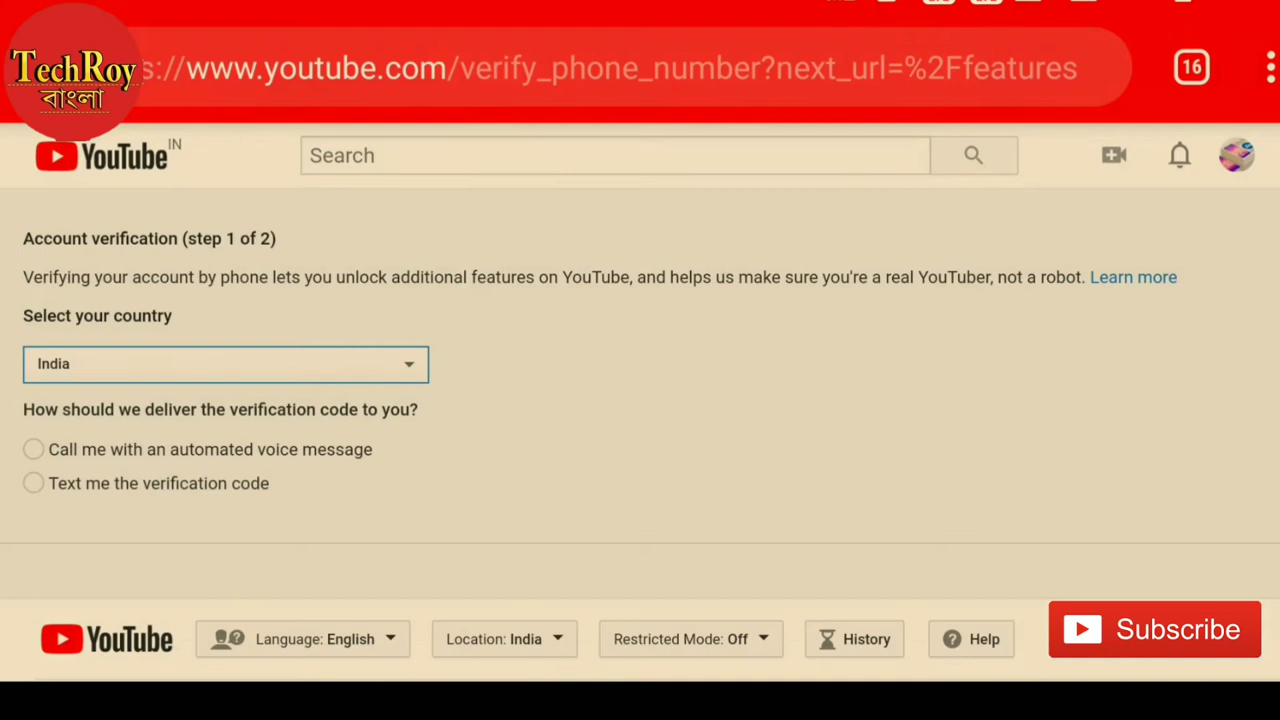 TechRoy
বাংলা
s://www.youtube.com/verify_phone_number?next_url=%2Ffeatures
16
YouTube IN
Search
Account verification (step 1 of 2)
Verifying your account by phone lets you unlock additional features on YouTube, and helps us make sure you're a real YouTuber, not a robot. Learn more
Select your country
India
How should we deliver the verification code to you?
Call me with an automated voice message
Text me the verification code
YouTube
Language: English
Location: India
Restricted Mode: Off
History
Help
Subscribe